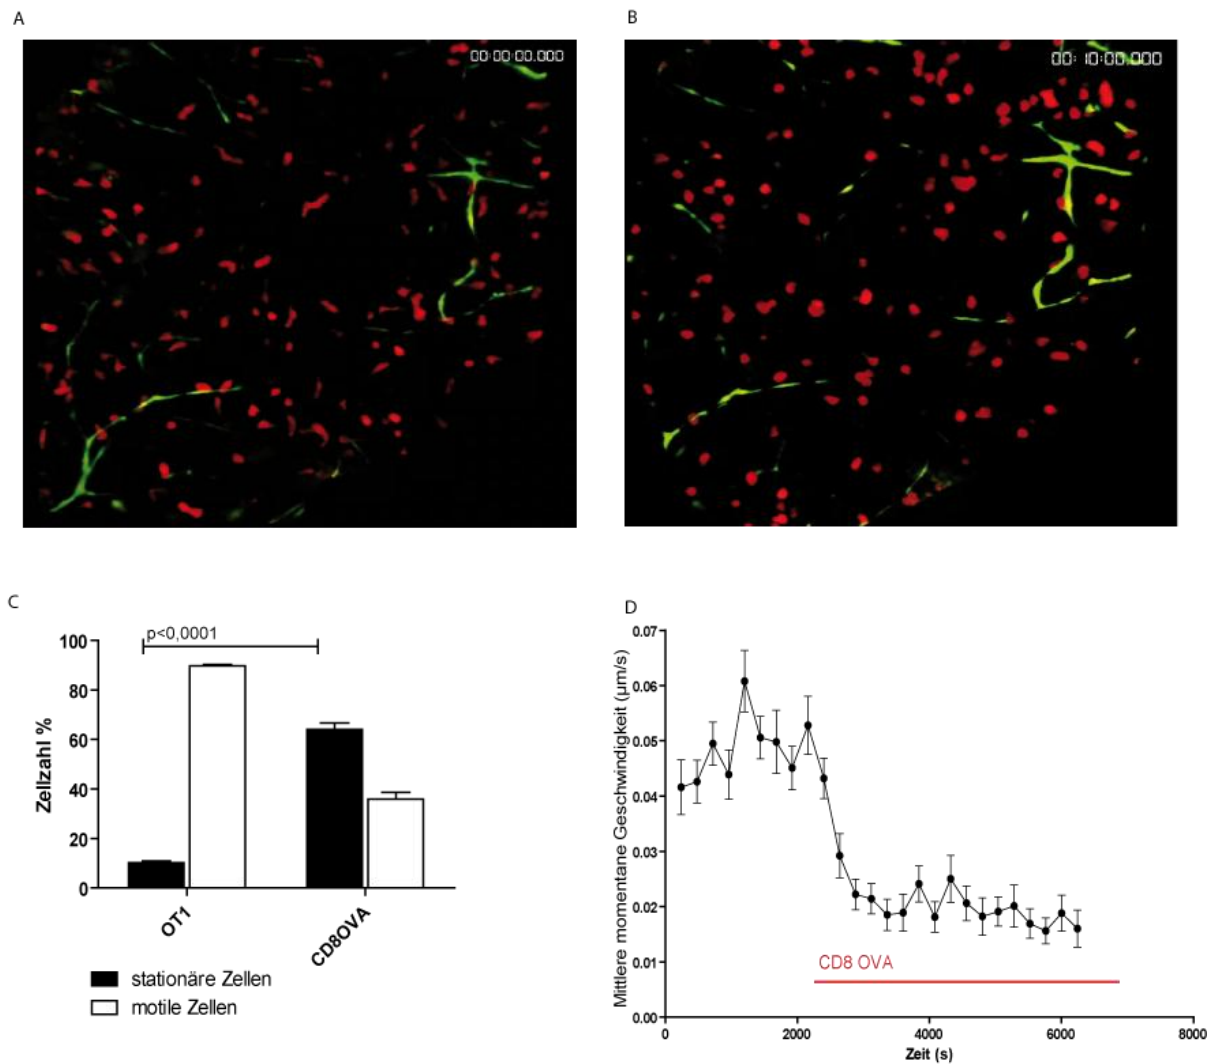 A
B
00:00:00.000
00:10:00.000
C
p<0,0001
100
80
60
40
20
0
Zellzahl %
OT1
CD8OVA
stationäre Zellen
motile Zellen
D
0.07
0.06
0.05
0.04
0.03
0.02
0.01
0.00
Mittlere momentane Geschwindigkeit (µm/s)
CD8 OVA
0
2000
4000
6000
8000
Zeit (s)